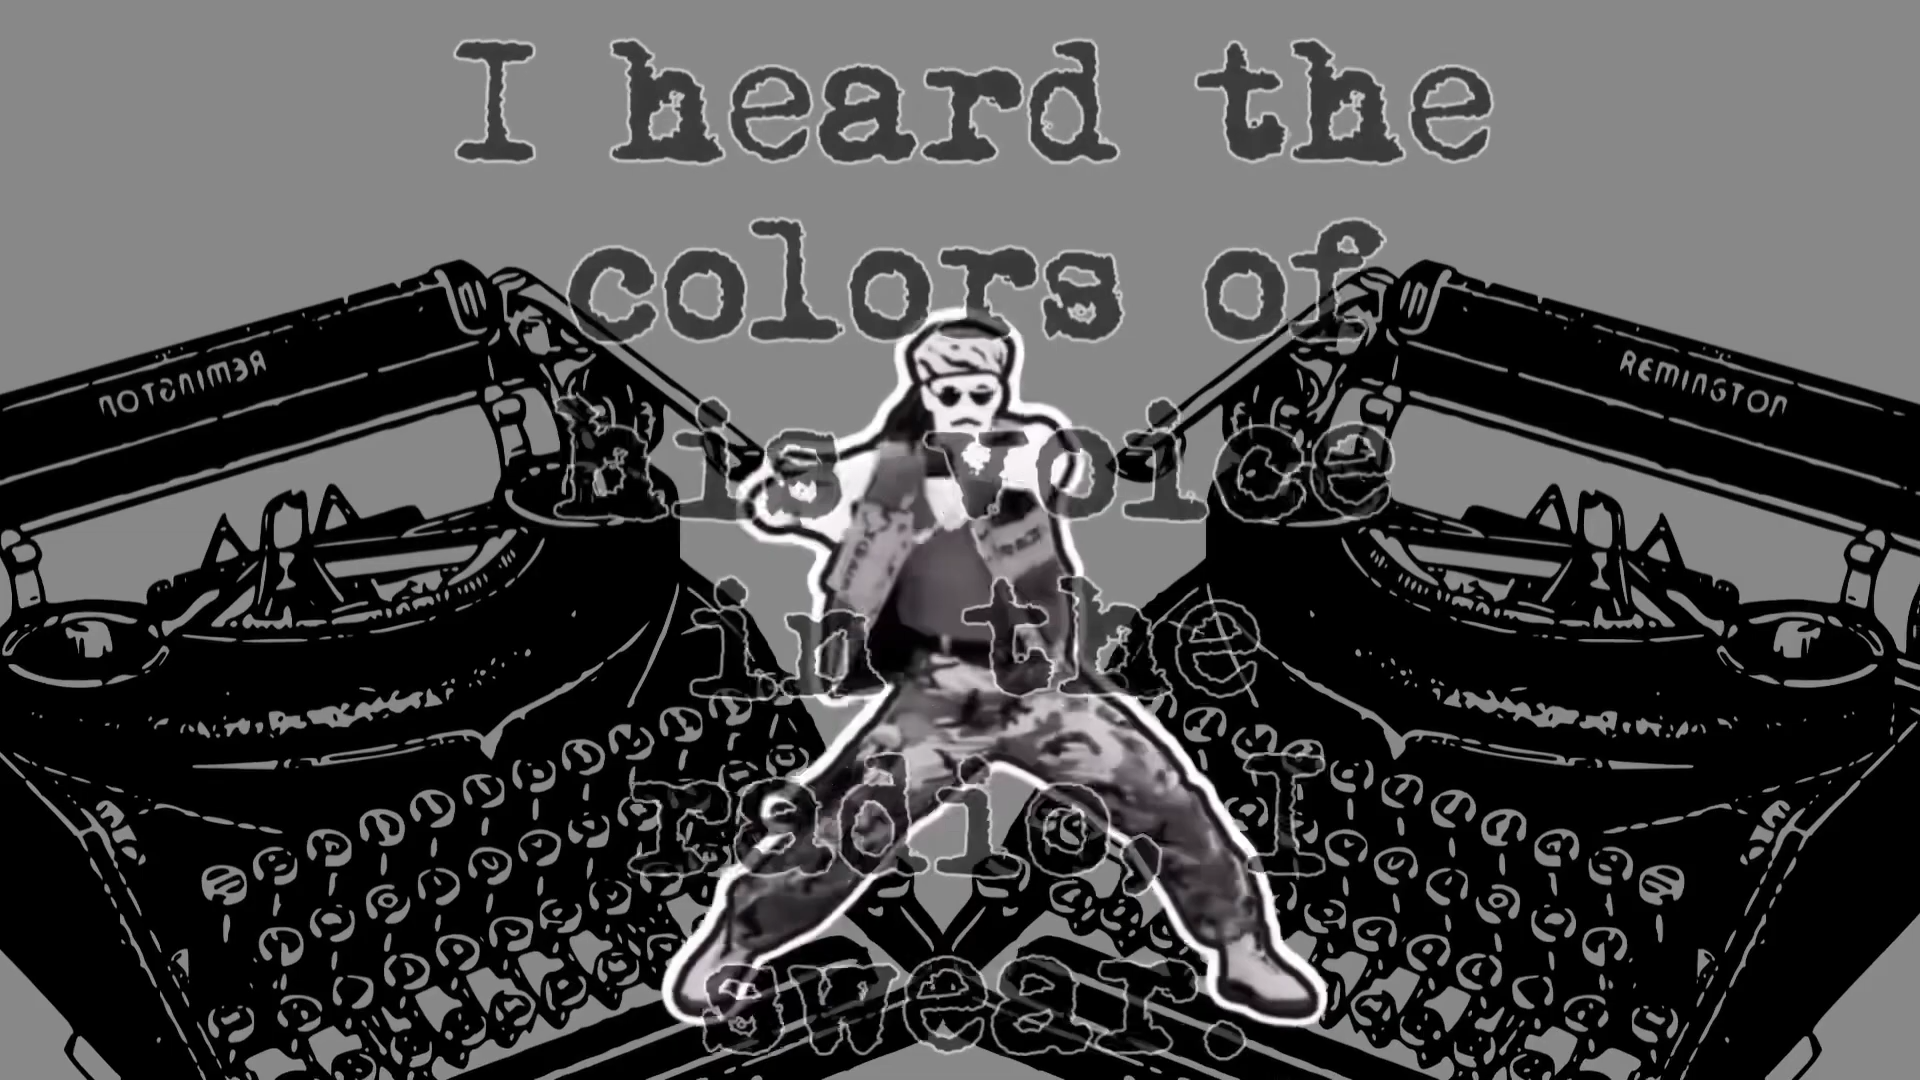 I heard the
colors of
his voice
in the
radio, I
swear.
REMINGTON
REMINGTON